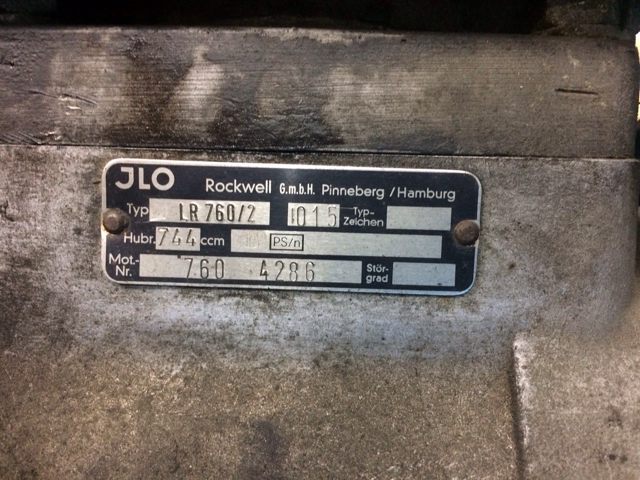 JLO Rockwell G.m.b.H. Pinneberg / Hamburg
Typ LR 760/2 1015 Typ-Zeichen
Hubr. 744 ccm PS/n
Mot.-Nr. 760 4286 Stör-grad